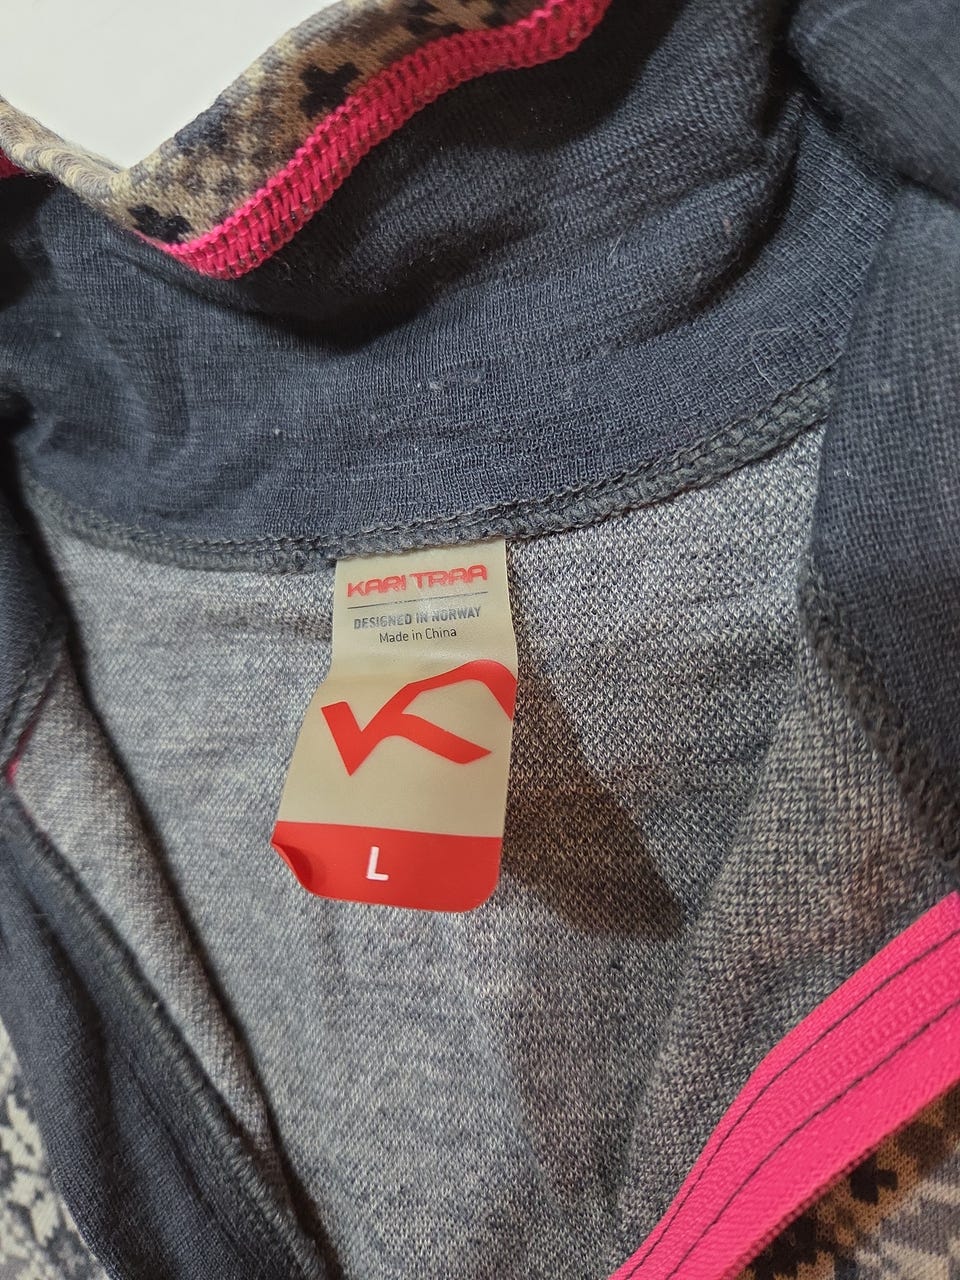 KARI TRAA
DESIGNED IN NORWAY
Made in China
L